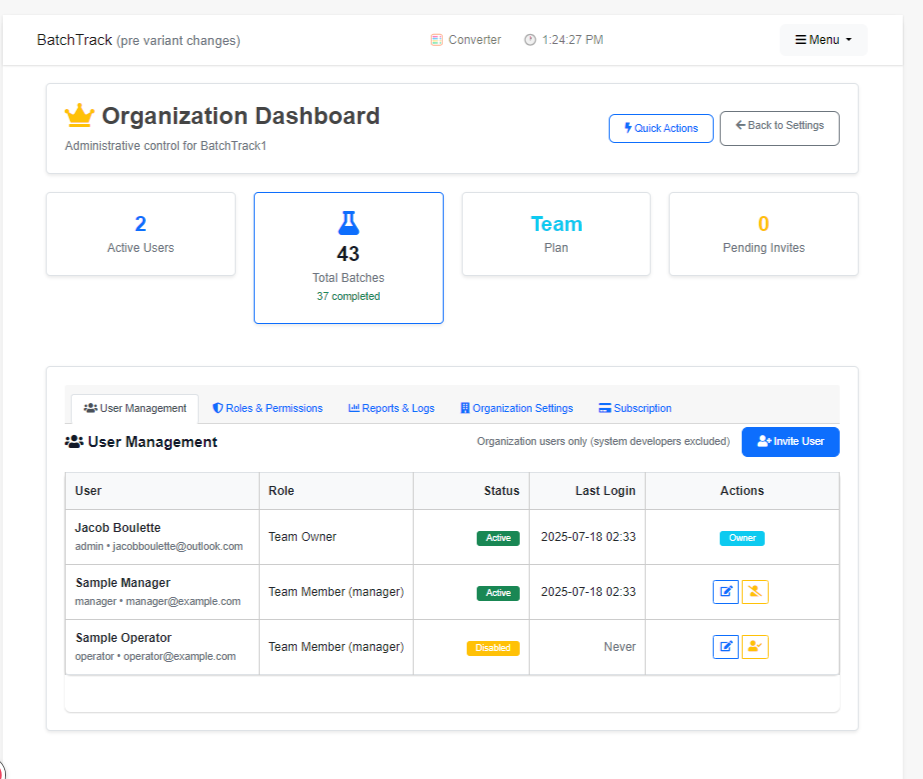 BatchTrack (pre variant changes)
Converter
1:24:27 PM
Menu
Organization Dashboard
Administrative control for BatchTrack1
Quick Actions
Back to Settings
2
Active Users
43
Total Batches
37 completed
Team
Plan
0
Pending Invites
User Management
Roles & Permissions
Reports & Logs
Organization Settings
Subscription
User Management
Organization users only (system developers excluded)
Invite User
User
Role
Status
Last Login
Actions
Jacob Boulette
admin • jacobboulette@outlook.com
Team Owner
Active
2025-07-18 02:33
Owner
Sample Manager
manager • manager@example.com
Team Member (manager)
Active
2025-07-18 02:33
Sample Operator
operator • operator@example.com
Team Member (manager)
Disabled
Never